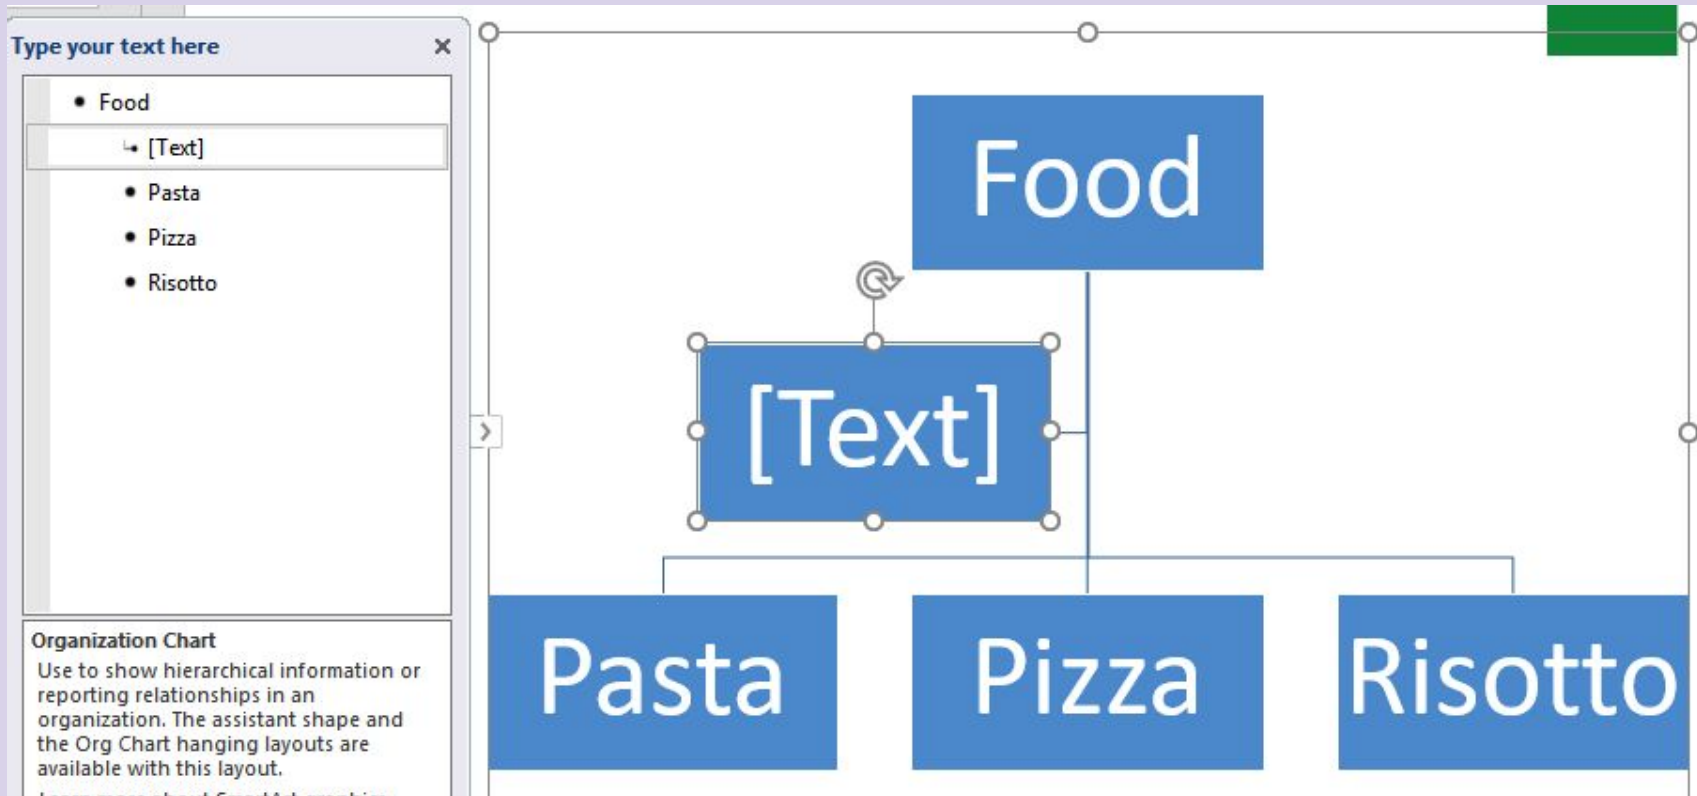 Type your text here
Food
[Text]
Pasta
Pizza
Risotto
Organization Chart
Use to show hierarchical information or
reporting relationships in an
organization. The assistant shape and
the Org Chart hanging layouts are
available with this layout.
Food
[Text]
Pasta
Pizza
Risotto